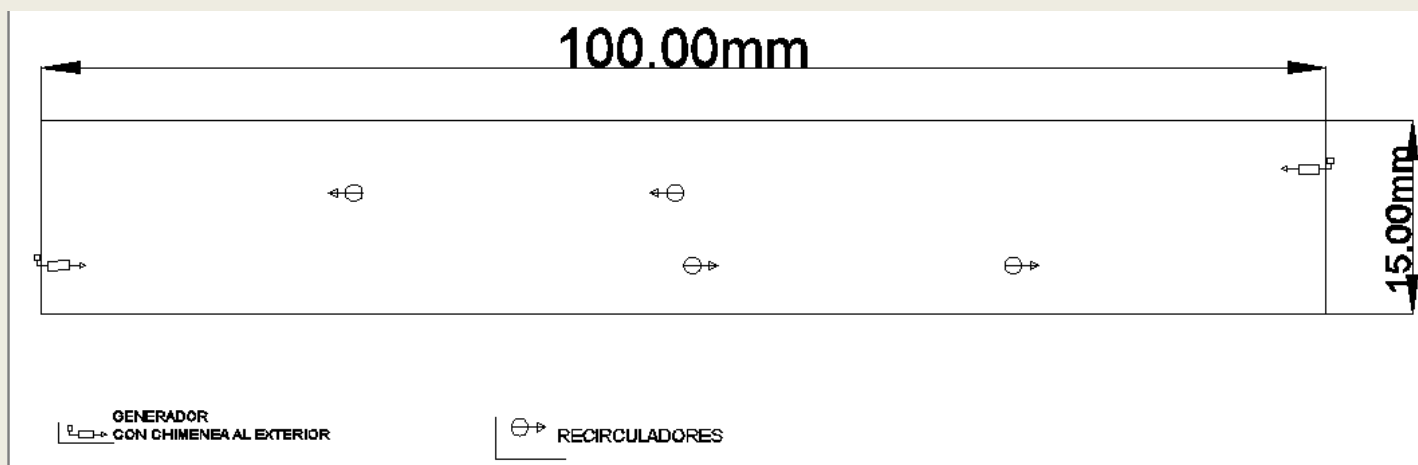 100.00mm
15.00mm
GENERADOR
CON CHIMENEA AL EXTERIOR
RECIRCULADORES